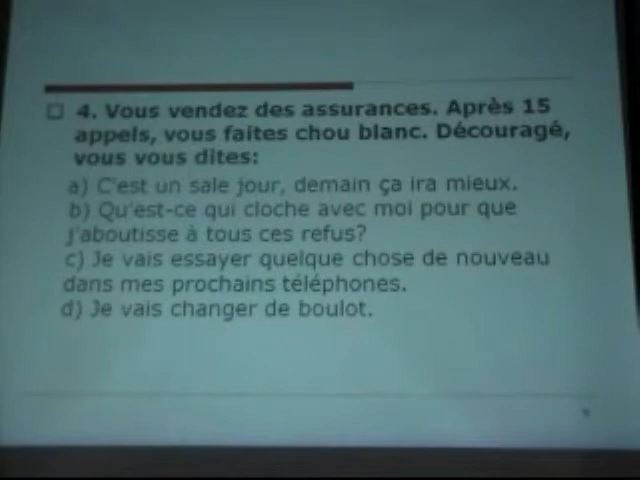 4. Vous vendez des assurances. Après 15
appels, vous faites chou blanc. Découragé,
vous vous dites:
a) C'est un sale jour, demain ça ira mieux.
b) Qu'est-ce qui cloche avec moi pour que
j'aboutisse à tous ces refus?
c) Je vais essayer quelque chose de nouveau
dans mes prochains téléphones.
d) Je vais changer de boulot.